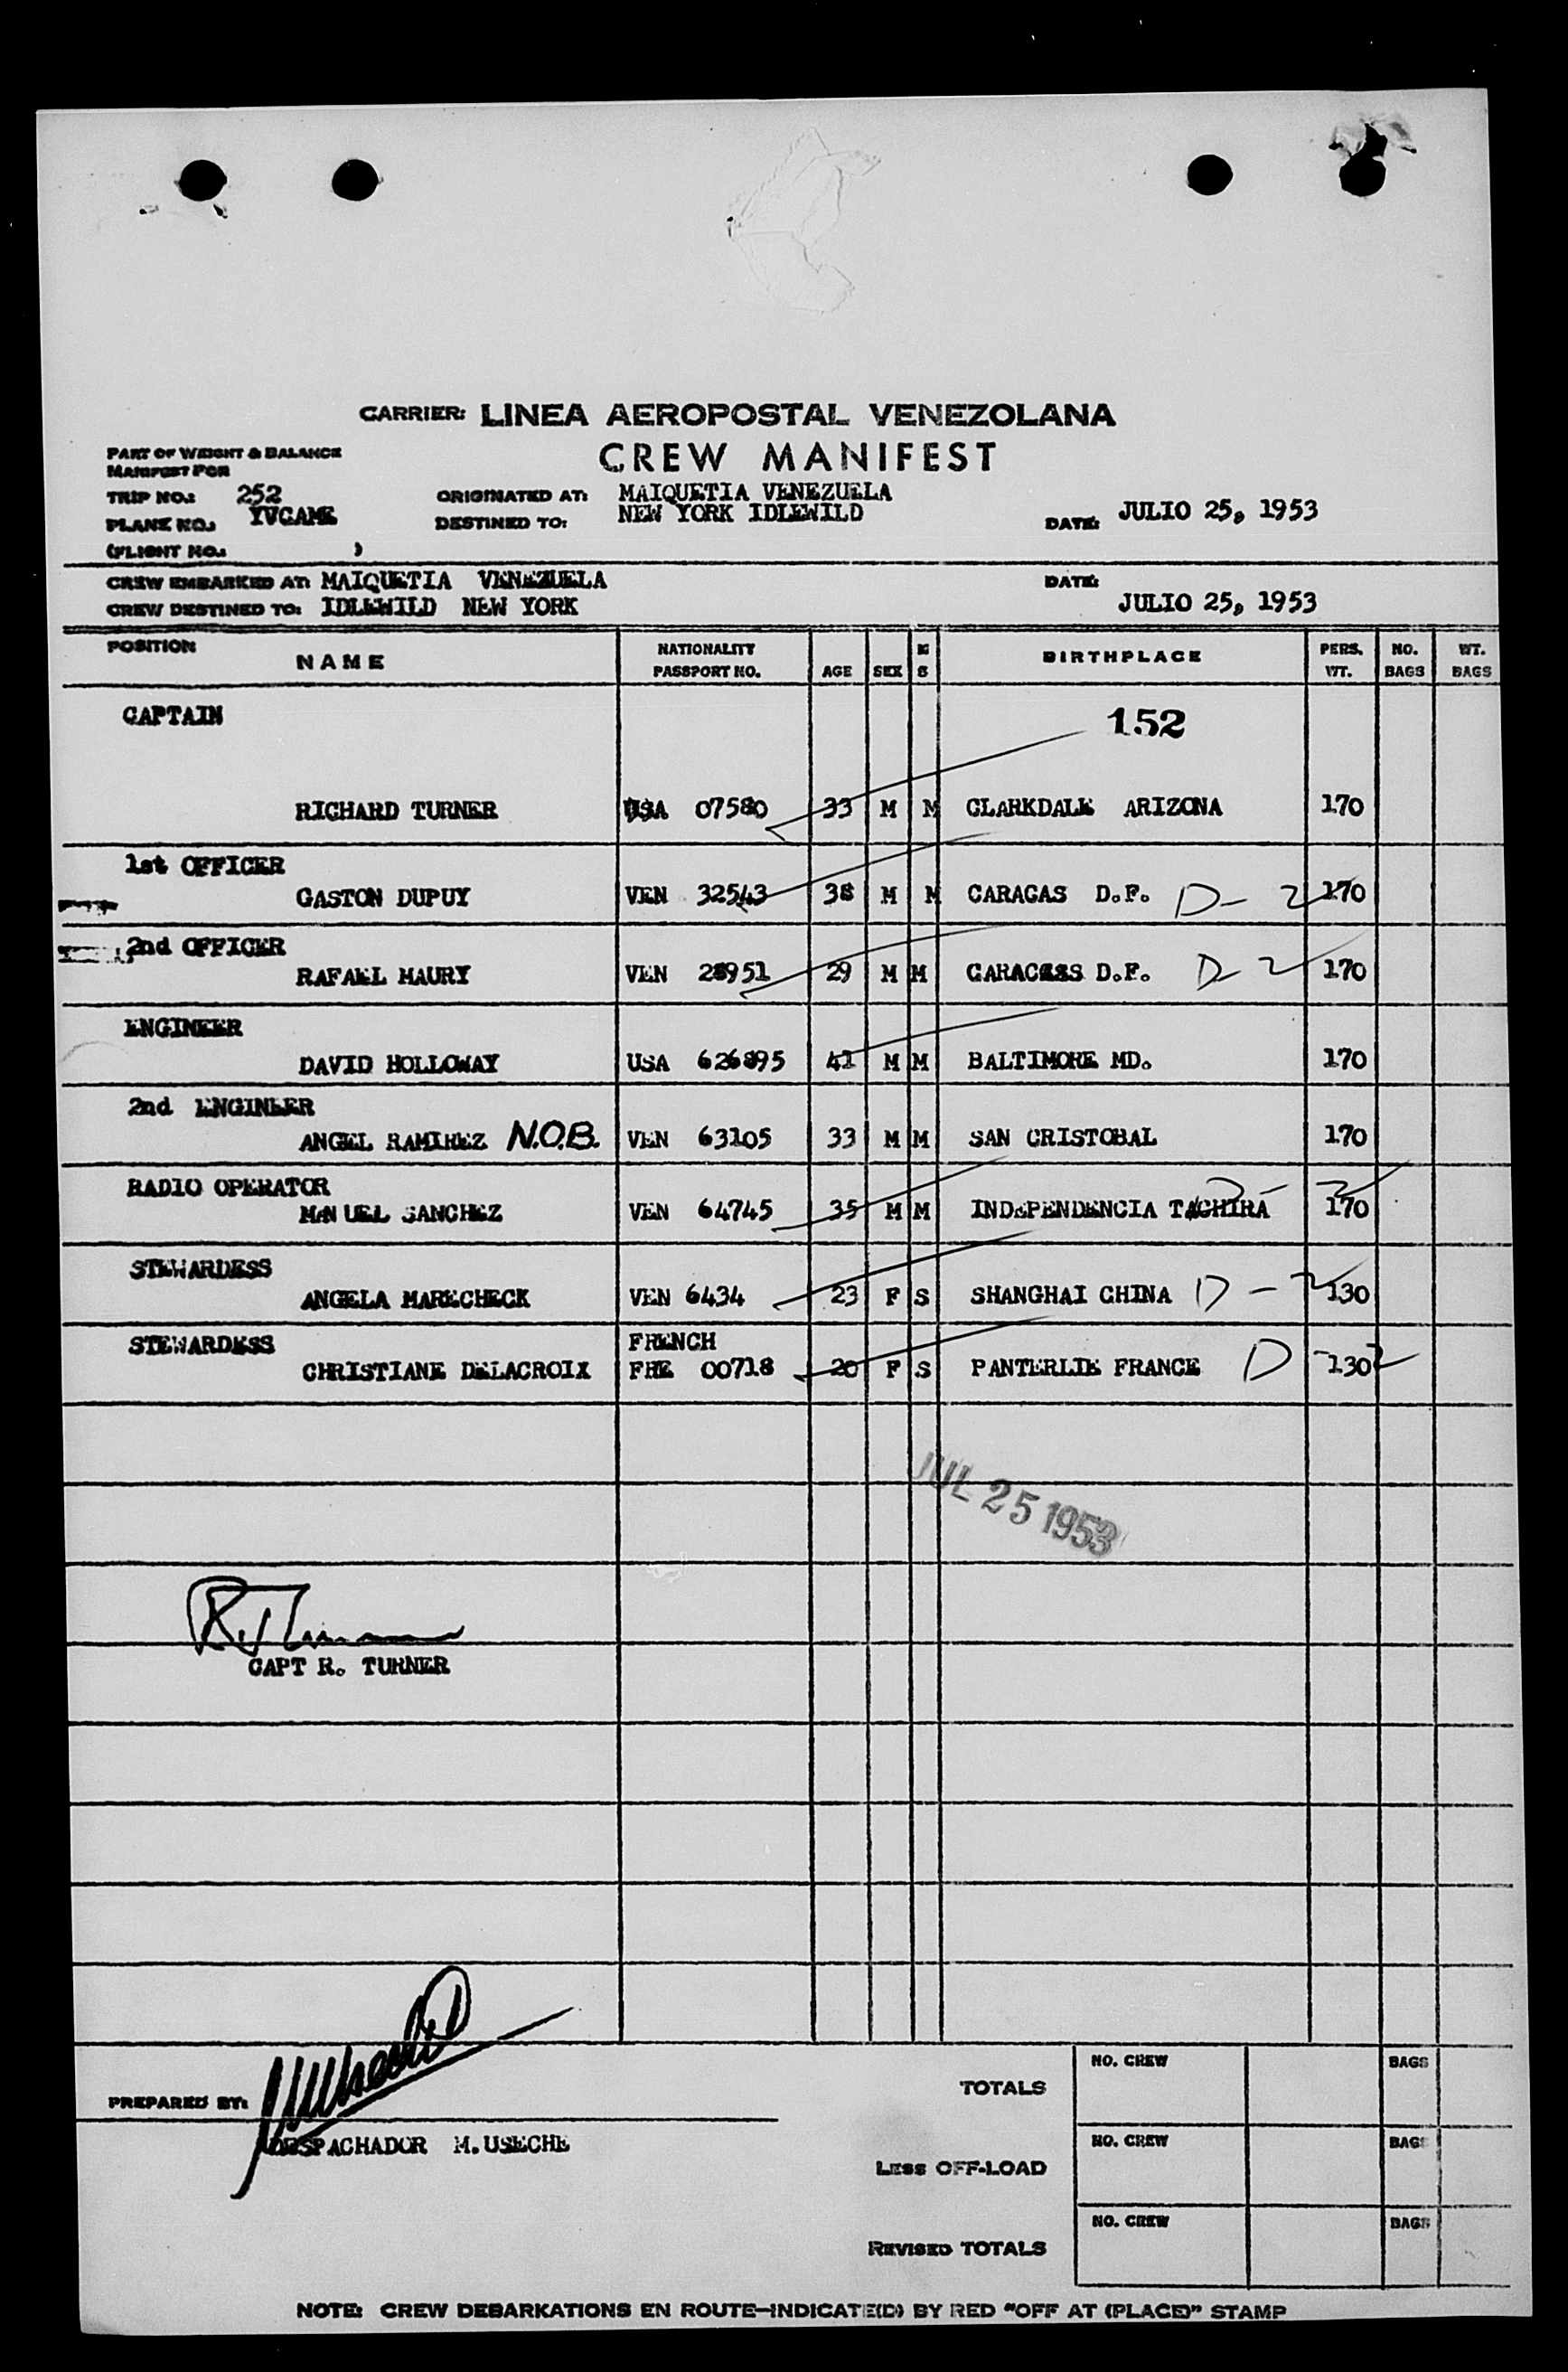 CARRIER: LINEA AEROPOSTAL VENEZOLANA
CREW MANIFEST
PART OF WEIGHT & BALANCE
MANIFEST FOR
TRIP NO.: 252 ORIGINATED AT: MAIQUETIA VENEZUELA
PLANE NO.: YVCAME DESTINED TO: NEW YORK IDLEWILD DATE: JULIO 25, 1953
(FLIGHT NO.: )
CREW EMBARKED AT: MAIQUETIA VENEZUELA DATE:
CREW DESTINED TO: IDLEWILD NEW YORK JULIO 25, 1953
POSITION NAME NATIONALITY PASSPORT NO. AGE SEX M S BIRTHPLACE PERS. WT. NO. BAGS WT. BAGS
CAPTAIN 152
RICHARD TURNER USA 07580 33 M M CLARKDALE ARIZONA 170
1st OFFICER
GASTON DUPUY VEN 32543 38 M M CARACAS D.F. D- 2 170
2nd OFFICER
RAFAEL MAURY VEN 28951 29 M M D.F. D- 2 170
ENGINEER
DAVID HOLLOWAY USA 626895 41 M M BALTIMORE MD. 170
2nd ENGINEER
ANGEL RAMIREZ N.O.B. VEN 63105 33 M M SAN CRISTOBAL 170
RADIO OPERATOR
MANUEL SANCHEZ VEN 64745 35 M M INDEPENDENCIA TACHIRA D- 2 170
STEWARDESS
ANGELA MARECHECK VEN 6434 23 F S SHANGHAI CHINA D - 2 130
STEWARDESS FRENCH
CHRISTIANE DELACROIX FRE 00718 20 F S PANTERLIE FRANCE D - 130 2
JUL 25 1953
R. Turner
CAPT R. TURNER
PREPARED BY: M Useche
DESPACHADOR M. USECHE
TOTALS NO. CREW BAGS
LESS OFF-LOAD NO. CREW BAGS
REVISED TOTALS NO. CREW BAGS
NOTE: CREW DEBARKATIONS EN ROUTE—INDICATE(D) BY RED "OFF AT (PLACE)" STAMP